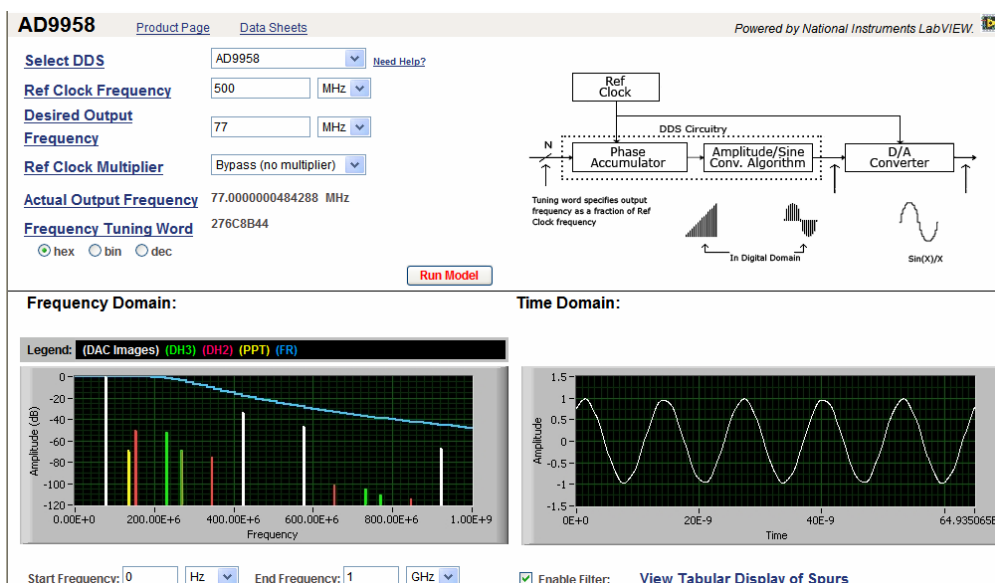 AD9958 Product Page Data Sheets Powered by National Instruments LabVIEW.
Select DDS AD9958 Need Help?
Ref Clock Frequency 500 MHz
Desired Output Frequency 77 MHz
Ref Clock Multiplier Bypass (no multiplier)
Actual Output Frequency 77.0000000484288 MHz
Frequency Tuning Word 276C8B44
hex bin dec
Run Model
Ref
Clock
DDS Circuitry
N
Phase
Accumulator
Amplitude/Sine
Conv. Algorithm
D/A
Converter
Tuning word specifies output
frequency as a fraction of Ref
Clock frequency
In Digital Domain
Sin(X)/X
Frequency Domain:
Legend: (DAC Images) (DH3) (DH2) (PPT) (FR)
Amplitude (dB)
0
-20
-40
-60
-80
-100
-120
0.00E+0 200.00E+6 400.00E+6 600.00E+6 800.00E+6 1.00E+9
Frequency
Time Domain:
Amplitude
1.5
1
0.5
0
-0.5
-1
-1.5
0E+0 20E-9 40E-9 64.935065E
Time
Start Frequency: 0 Hz End Frequency: 1 GHz
Enable Filter: View Tabular Display of Spurs